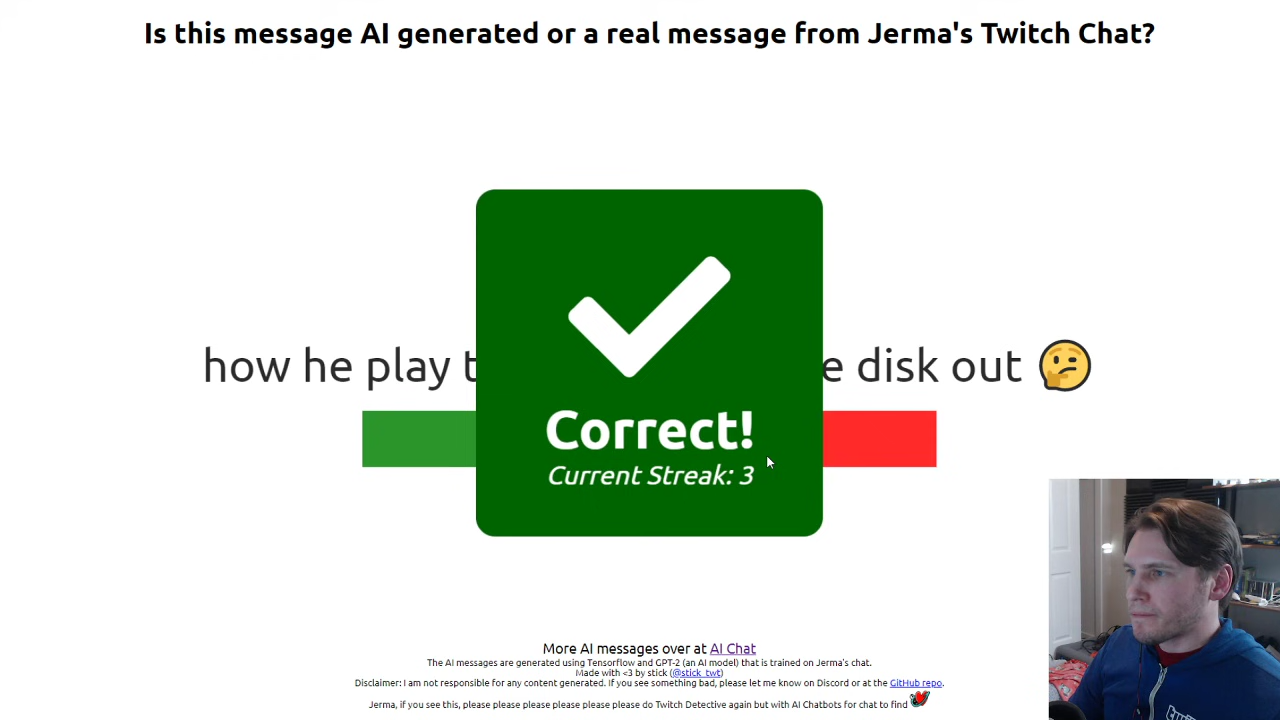 Is this message AI generated or a real message from Jerma's Twitch Chat?
how he play t e disk out 🤔
Correct!
Current Streak: 3
More AI messages over at AI Chat
The AI messages are generated using Tensorflow and GPT-2 (an AI model) that is trained on Jerma's chat.
Made with <3 by stick (@stick_twt)
Disclaimer: I am not responsible for any content generated. If you see something bad, please let me know on Discord or at the GitHub repo.
Jerma, if you see this, please please please please please please do Twitch Detective again but with AI Chatbots for chat to find